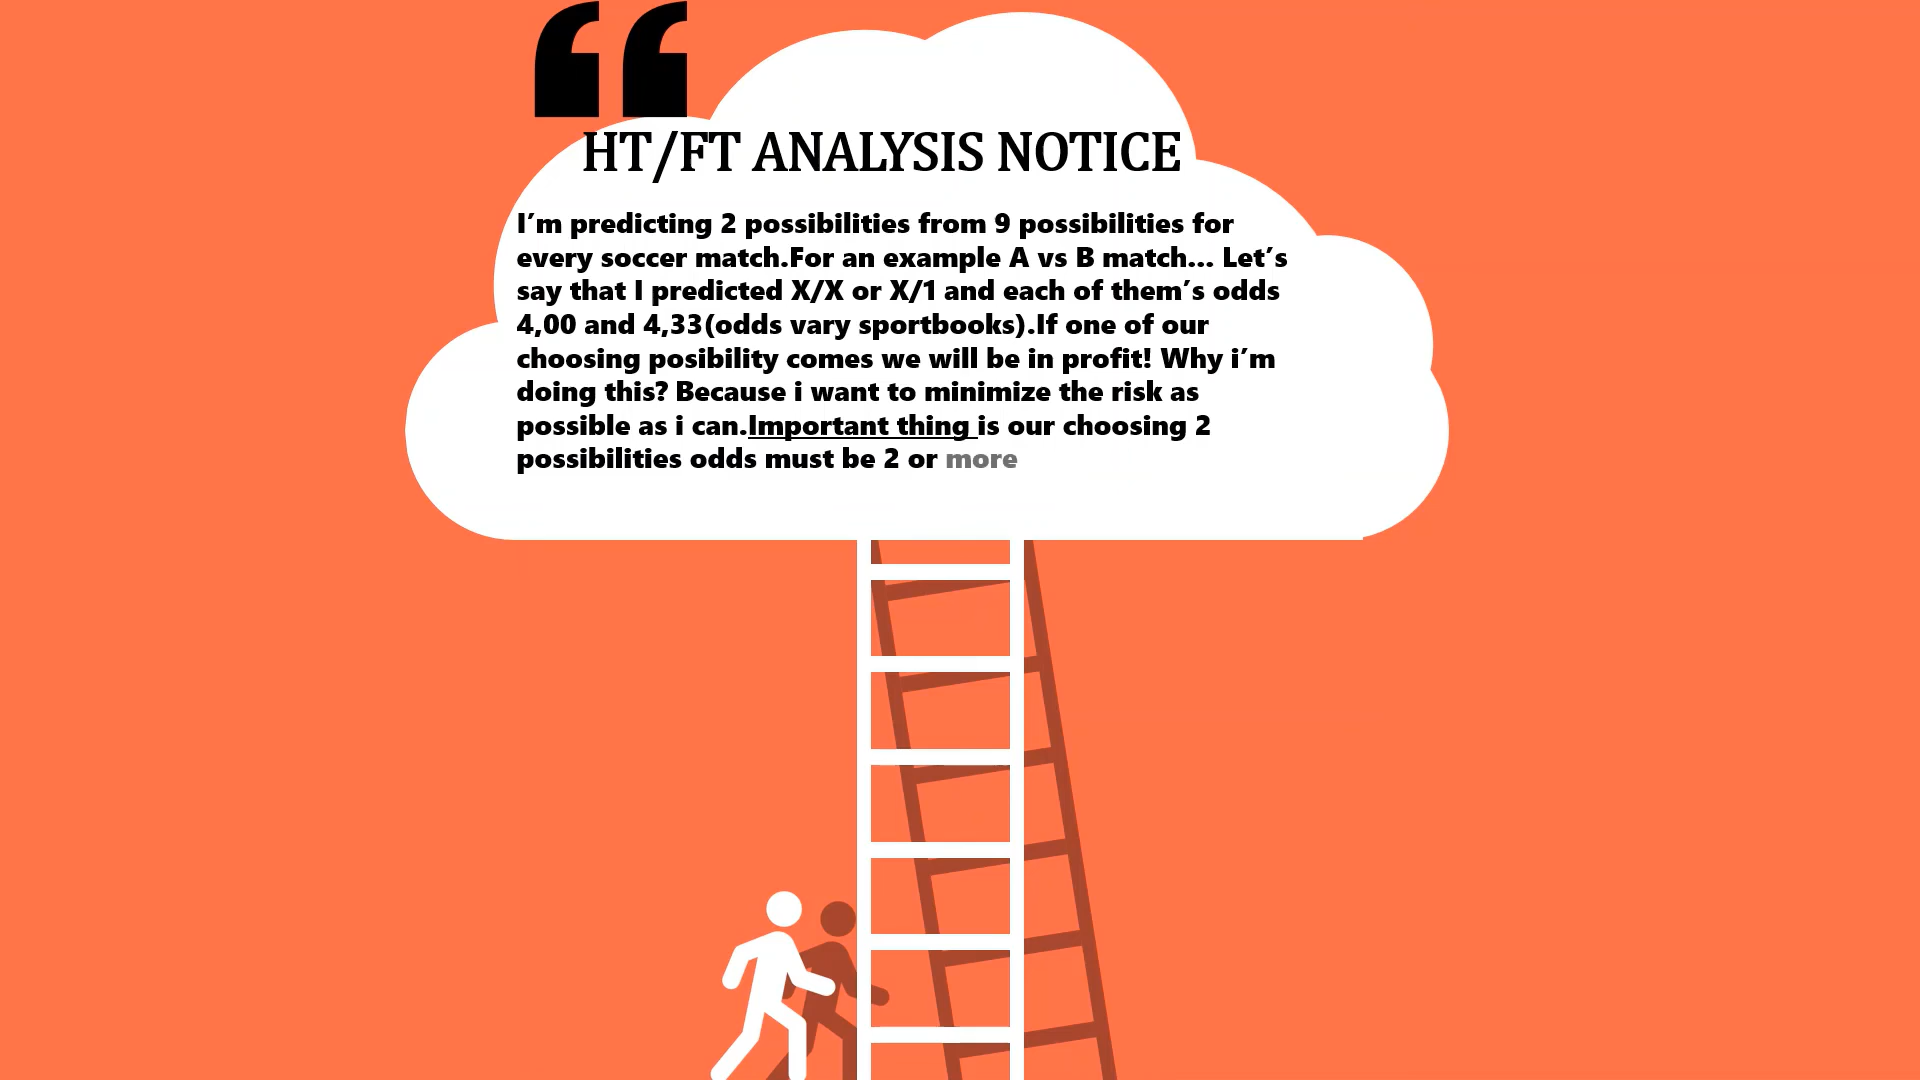 “
HT/FT ANALYSIS NOTICE
I’m predicting 2 possibilities from 9 possibilities for
every soccer match.For an example A vs B match... Let’s
say that I predicted X/X or X/1 and each of them’s odds
4,00 and 4,33(odds vary sportbooks).If one of our
choosing posibility comes we will be in profit! Why i’m
doing this? Because i want to minimize the risk as
possible as i can.Important thing is our choosing 2
possibilities odds must be 2 or more